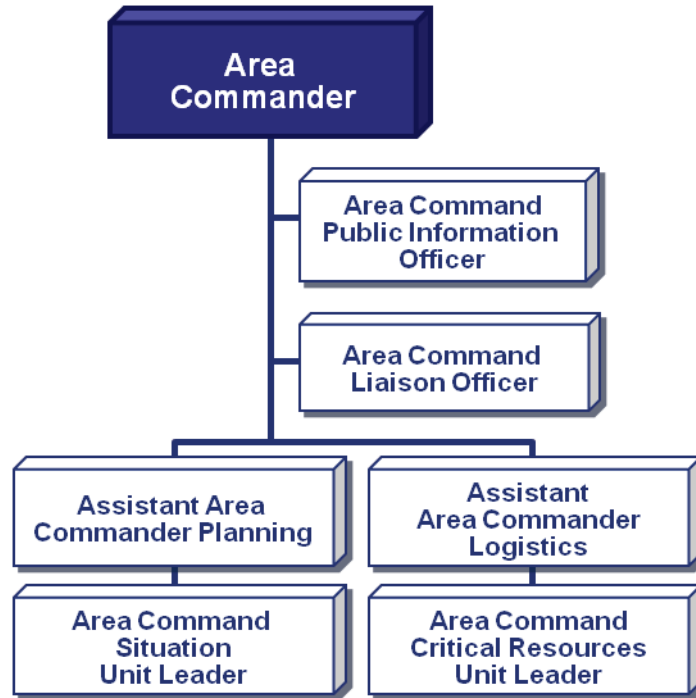 Area
Commander
Area Command
Public Information
Officer
Area Command
Liaison Officer
Assistant Area
Commander Planning
Assistant
Area Commander
Logistics
Area Command
Situation
Unit Leader
Area Command
Critical Resources
Unit Leader